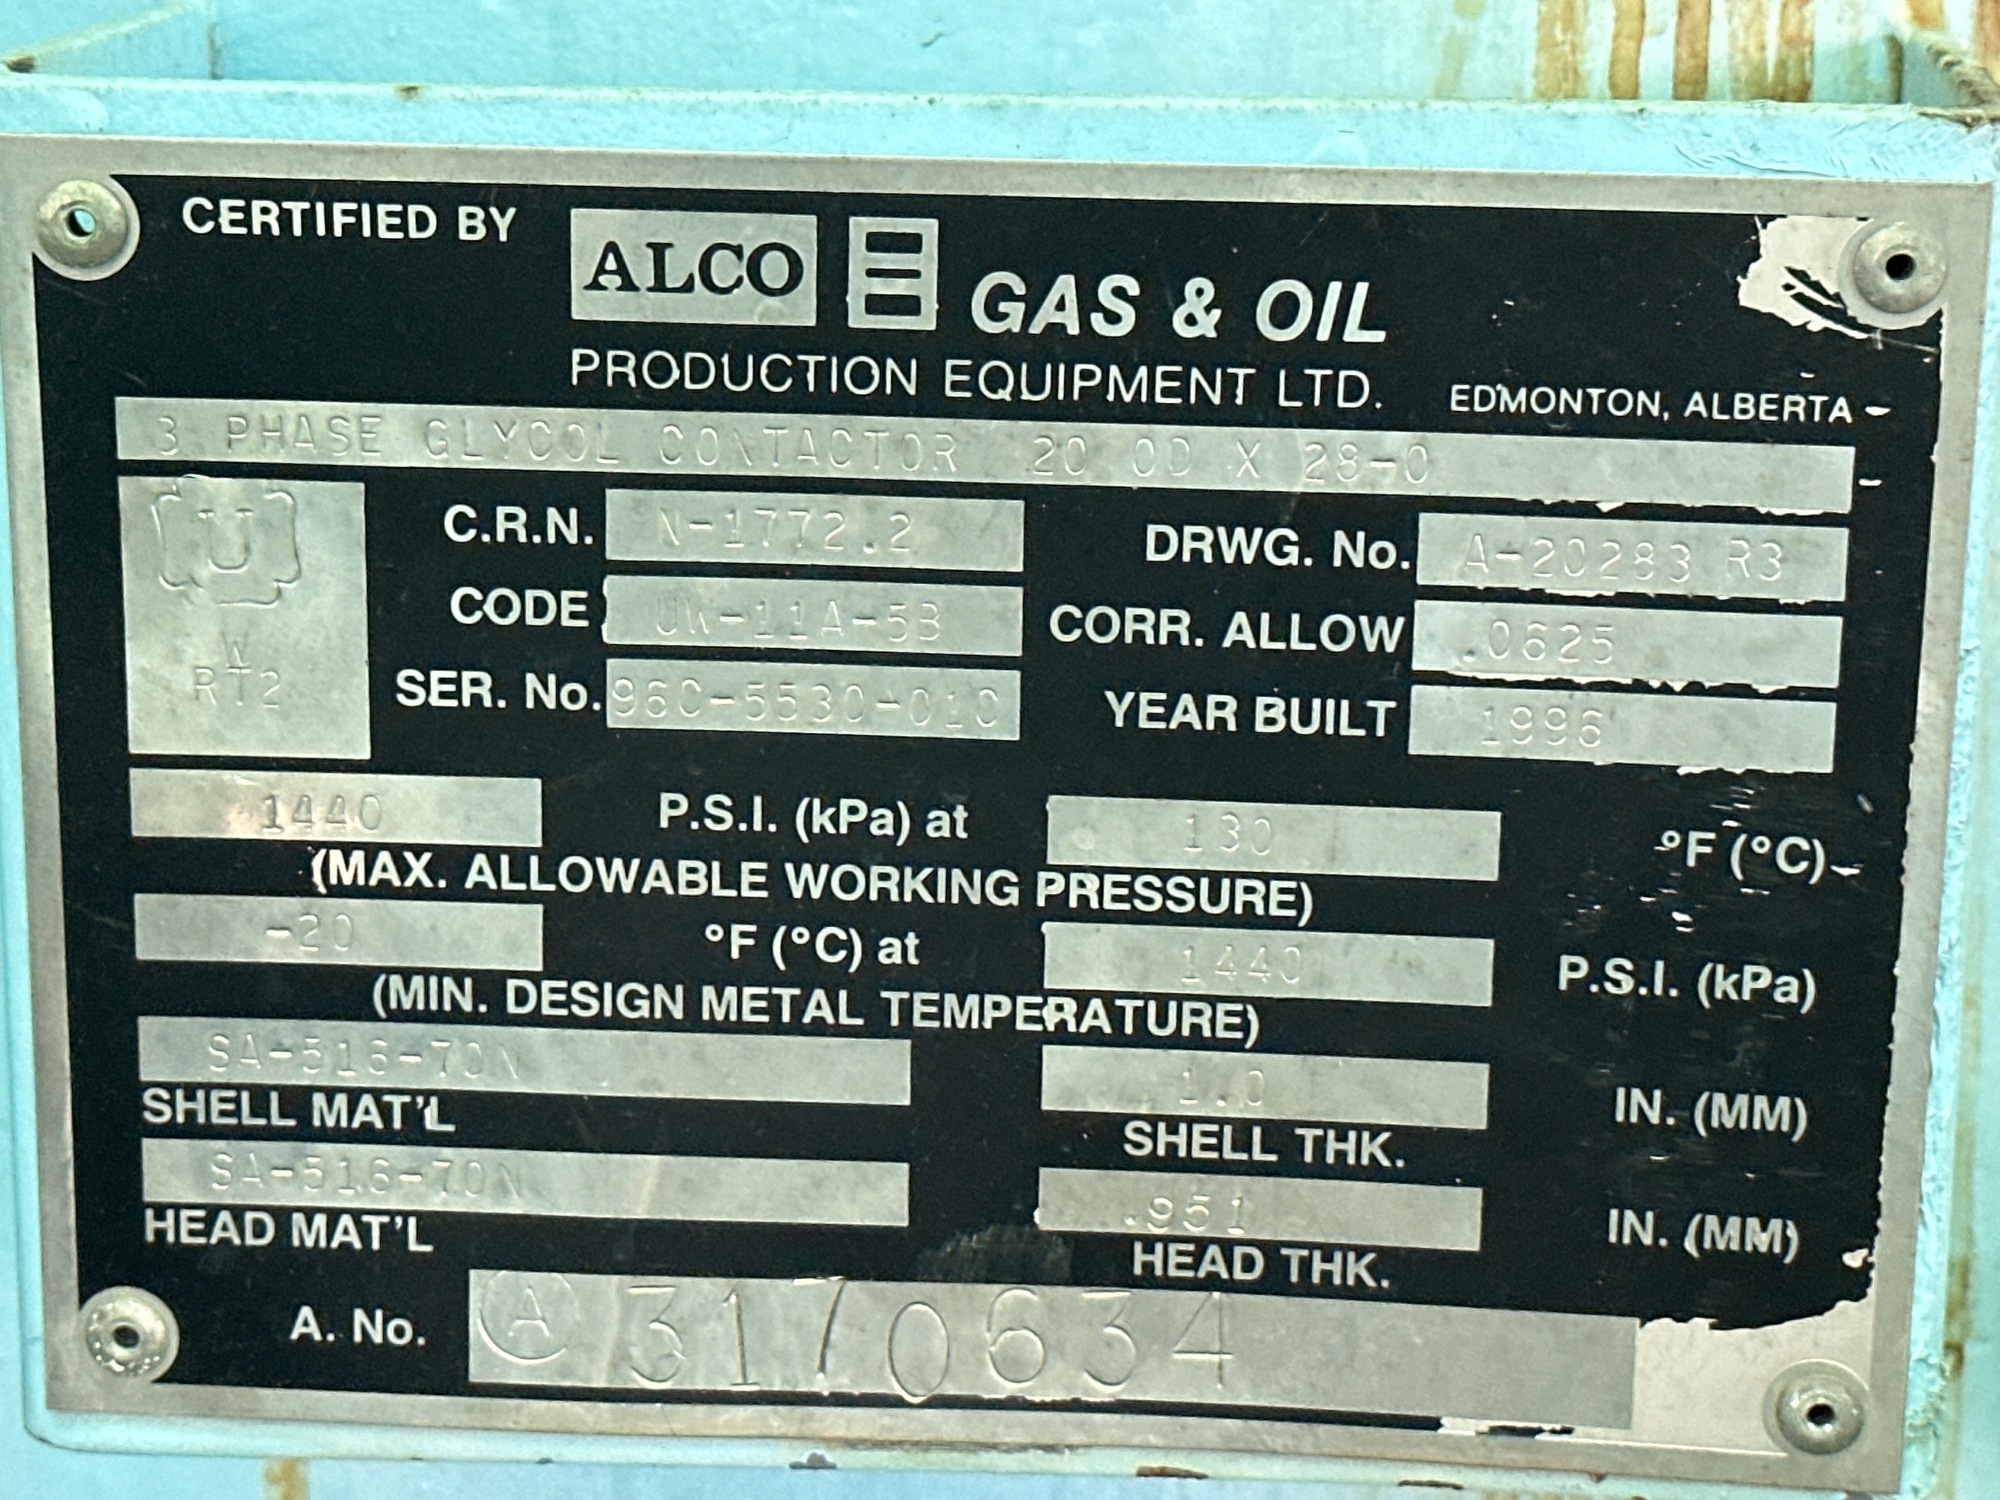 CERTIFIED BY ALCO GAS & OIL
PRODUCTION EQUIPMENT LTD. EDMONTON, ALBERTA
3 PHASE GLYCOL CONTACTOR 20 OD X 28-0
U
W
RT2
C.R.N. N-1772.2 DRWG. No. A-20283 R3
CODE UW-11A-53 CORR. ALLOW .0625
SER. No. 96C-5530-01C YEAR BUILT 1996
1440 P.S.I. (kPa) at 130 °F (°C)
(MAX. ALLOWABLE WORKING PRESSURE)
-20 °F (°C) at 1440 P.S.I. (kPa)
(MIN. DESIGN METAL TEMPERATURE)
SA-516-70N 1.0 IN. (MM)
SHELL MAT'L SHELL THK.
SA-516-70N .951 IN. (MM)
HEAD MAT'L HEAD THK.
A. No. A 3170634